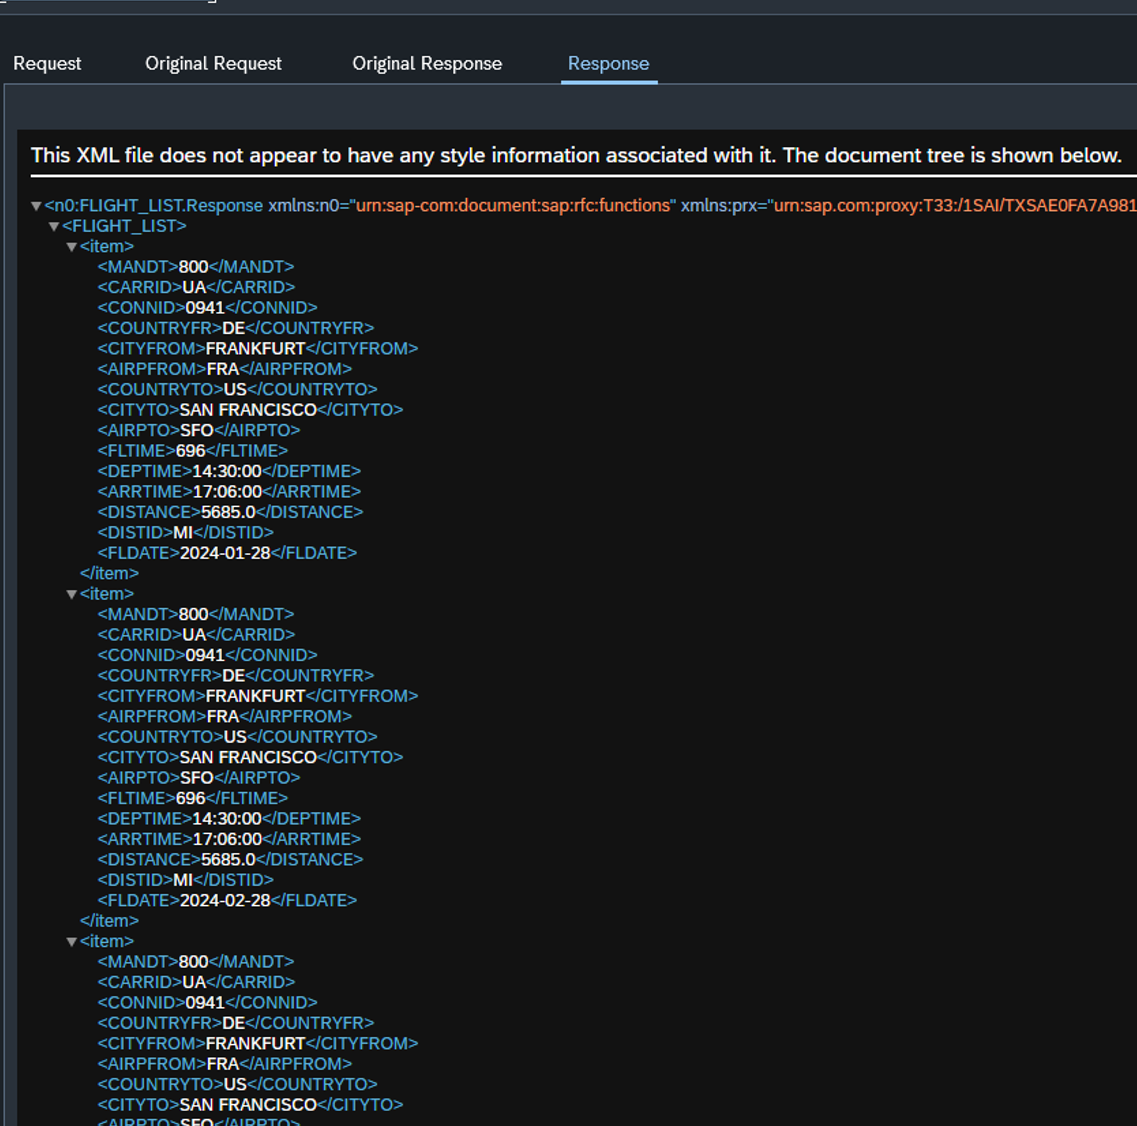 Request Original Request Original Response Response
This XML file does not appear to have any style information associated with it. The document tree is shown below.
▼<n0:FLIGHT_LIST.Response xmlns:n0="urn:sap-com:document:sap:rfc:functions" xmlns:prx="urn:sap.com:proxy:T33:/1SAI/TXSAE0FA7A981
▼<FLIGHT_LIST>
▼<item>
<MANDT>800</MANDT>
<CARRID>UA</CARRID>
<CONNID>0941</CONNID>
<COUNTRYFR>DE</COUNTRYFR>
<CITYFROM>FRANKFURT</CITYFROM>
<AIRPFROM>FRA</AIRPFROM>
<COUNTRYTO>US</COUNTRYTO>
<CITYTO>SAN FRANCISCO</CITYTO>
<AIRPTO>SFO</AIRPTO>
<FLTIME>696</FLTIME>
<DEPTIME>14:30:00</DEPTIME>
<ARRTIME>17:06:00</ARRTIME>
<DISTANCE>5685.0</DISTANCE>
<DISTID>MI</DISTID>
<FLDATE>2024-01-28</FLDATE>
</item>
▼<item>
<MANDT>800</MANDT>
<CARRID>UA</CARRID>
<CONNID>0941</CONNID>
<COUNTRYFR>DE</COUNTRYFR>
<CITYFROM>FRANKFURT</CITYFROM>
<AIRPFROM>FRA</AIRPFROM>
<COUNTRYTO>US</COUNTRYTO>
<CITYTO>SAN FRANCISCO</CITYTO>
<AIRPTO>SFO</AIRPTO>
<FLTIME>696</FLTIME>
<DEPTIME>14:30:00</DEPTIME>
<ARRTIME>17:06:00</ARRTIME>
<DISTANCE>5685.0</DISTANCE>
<DISTID>MI</DISTID>
<FLDATE>2024-02-28</FLDATE>
</item>
▼<item>
<MANDT>800</MANDT>
<CARRID>UA</CARRID>
<CONNID>0941</CONNID>
<COUNTRYFR>DE</COUNTRYFR>
<CITYFROM>FRANKFURT</CITYFROM>
<AIRPFROM>FRA</AIRPFROM>
<COUNTRYTO>US</COUNTRYTO>
<CITYTO>SAN FRANCISCO</CITYTO>
<AIRPTO>SFO</AIRPTO>